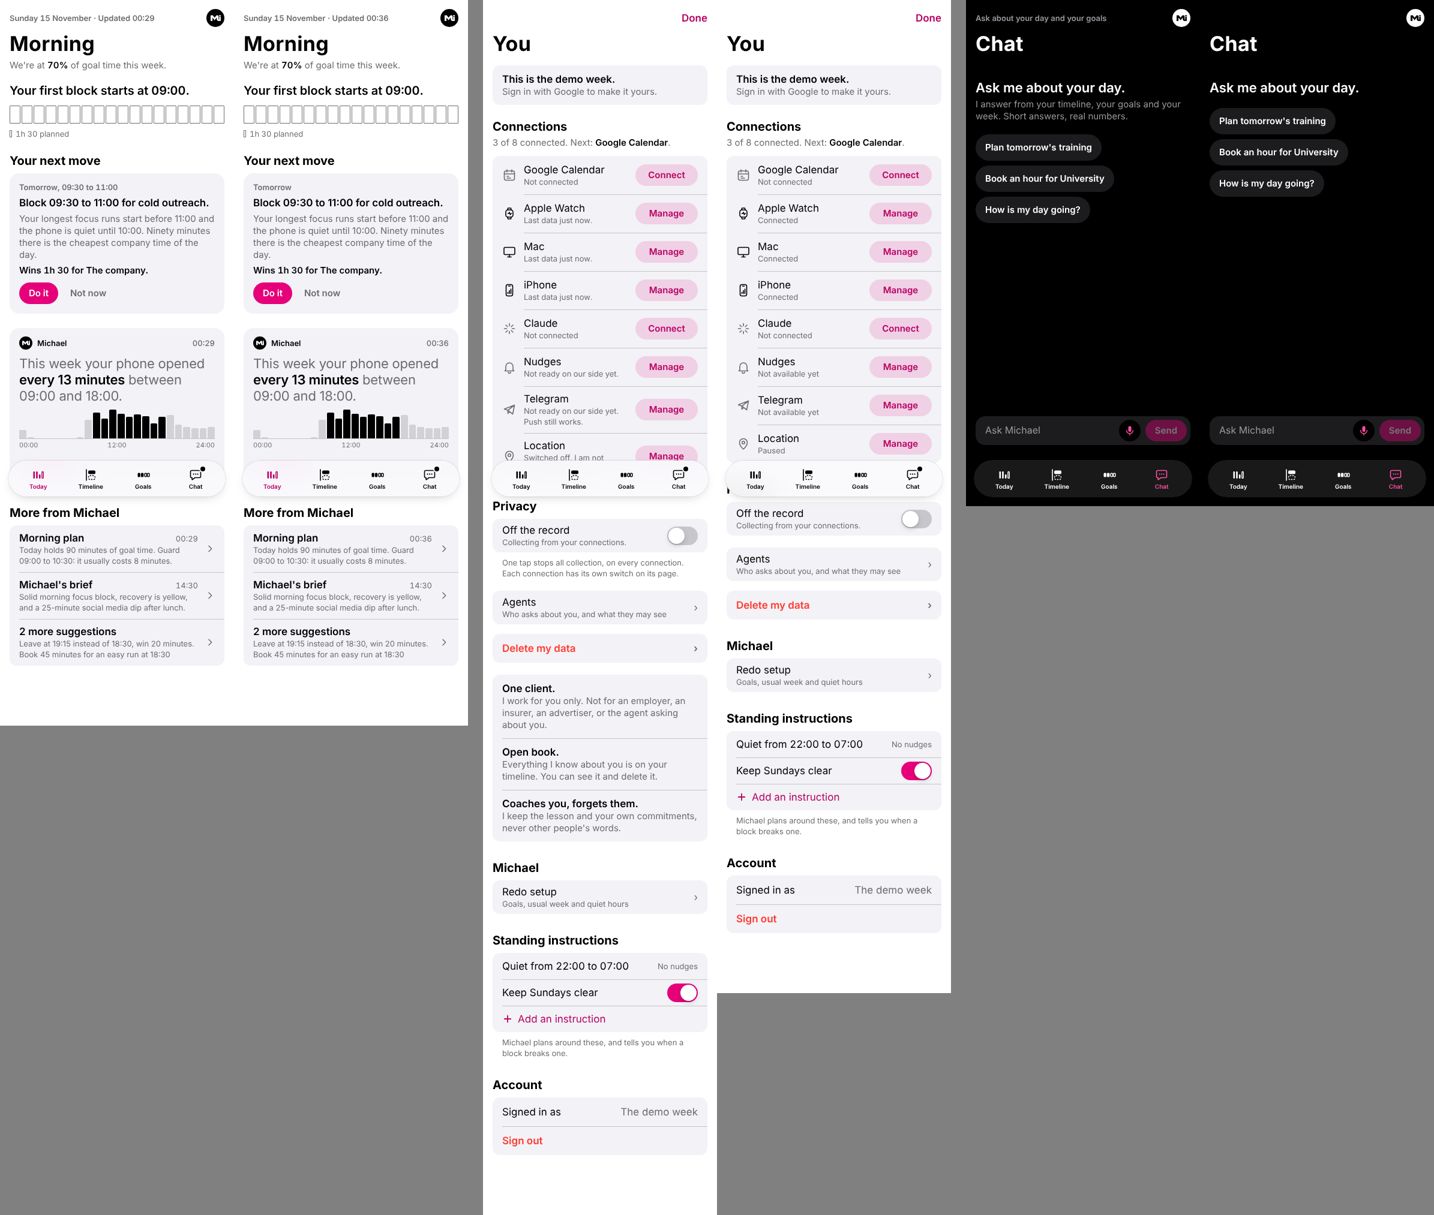 Sunday 15 November · Updated 00:29
Mi
Morning
We're at 70% of goal time this week.
Your first block starts at 09:00.
1h 30 planned
Your next move
Tomorrow, 09:30 to 11:00
Block 09:30 to 11:00 for cold outreach.
Your longest focus runs start before 11:00 and
the phone is quiet until 10:00. Ninety minutes
there is the cheapest company time of the
day.
Wins 1h 30 for The company.
Do it
Not now
Mi
Michael
00:29
This week your phone opened
every 13 minutes between
09:00 and 18:00.
00:00
12:00
24:00
Today
Timeline
Goals
Chat
More from Michael
Morning plan
00:29
Today holds 90 minutes of goal time. Guard
09:00 to 10:30: it usually costs 8 minutes.
Michael's brief
14:30
Solid morning focus block, recovery is yellow,
and a 25-minute social media dip after lunch.
2 more suggestions
Leave at 19:15 instead of 18:30, win 20 minutes.
Book 45 minutes for an easy run at 18:30
Sunday 15 November · Updated 00:36
Mi
Morning
We're at 70% of goal time this week.
Your first block starts at 09:00.
1h 30 planned
Your next move
Tomorrow
Block 09:30 to 11:00 for cold outreach.
Your longest focus runs start before 11:00 and
the phone is quiet until 10:00. Ninety minutes
there is the cheapest company time of the
day.
Wins 1h 30 for The company.
Do it
Not now
Mi
Michael
00:36
This week your phone opened
every 13 minutes between
09:00 and 18:00.
00:00
12:00
24:00
Today
Timeline
Goals
Chat
More from Michael
Morning plan
00:36
Today holds 90 minutes of goal time. Guard
09:00 to 10:30: it usually costs 8 minutes.
Michael's brief
14:30
Solid morning focus block, recovery is yellow,
and a 25-minute social media dip after lunch.
2 more suggestions
Leave at 19:15 instead of 18:30, win 20 minutes.
Book 45 minutes for an easy run at 18:30
Done
You
This is the demo week.
Sign in with Google to make it yours.
Connections
3 of 8 connected. Next: Google Calendar.
Google Calendar
Not connected
Connect
Apple Watch
Last data just now.
Manage
Mac
Last data just now.
Manage
iPhone
Last data just now.
Manage
Claude
Not connected
Connect
Nudges
Not ready on our side yet.
Manage
Telegram
Not ready on our side yet.
Push still works.
Manage
Location
Switched off. I am not
Manage
Today
Timeline
Goals
Chat
Privacy
Off the record
Collecting from your connections.
One tap stops all collection, on every connection.
Each connection has its own switch on its page.
Agents
Who asks about you, and what they may see
Delete my data
One client.
I work for you only. Not for an employer, an
insurer, an advertiser, or the agent asking
about you.
Open book.
Everything I know about you is on your
timeline. You can see it and delete it.
Coaches you, forgets them.
I keep the lesson and your own commitments,
never other people's words.
Michael
Redo setup
Goals, usual week and quiet hours
Standing instructions
Quiet from 22:00 to 07:00
No nudges
Keep Sundays clear
+ Add an instruction
Michael plans around these, and tells you when a
block breaks one.
Account
Signed in as
The demo week
Sign out
Done
You
This is the demo week.
Sign in with Google to make it yours.
Connections
3 of 8 connected. Next: Google Calendar.
Google Calendar
Not connected
Connect
Apple Watch
Connected
Manage
Mac
Connected
Manage
iPhone
Connected
Manage
Claude
Not connected
Connect
Nudges
Not available yet
Manage
Telegram
Not available yet
Manage
Location
Paused
Manage
Today
Timeline
Goals
Chat
Off the record
Collecting from your connections.
Agents
Who asks about you, and what they may see
Delete my data
Michael
Redo setup
Goals, usual week and quiet hours
Standing instructions
Quiet from 22:00 to 07:00
No nudges
Keep Sundays clear
+ Add an instruction
Michael plans around these, and tells you when a
block breaks one.
Account
Signed in as
The demo week
Sign out
Ask about your day and your goals
Mi
Chat
Ask me about your day.
I answer from your timeline, your goals and your
week. Short answers, real numbers.
Plan tomorrow's training
Book an hour for University
How is my day going?
Ask Michael
Send
Today
Timeline
Goals
Chat
Mi
Chat
Ask me about your day.
Plan tomorrow's training
Book an hour for University
How is my day going?
Ask Michael
Send
Today
Timeline
Goals
Chat